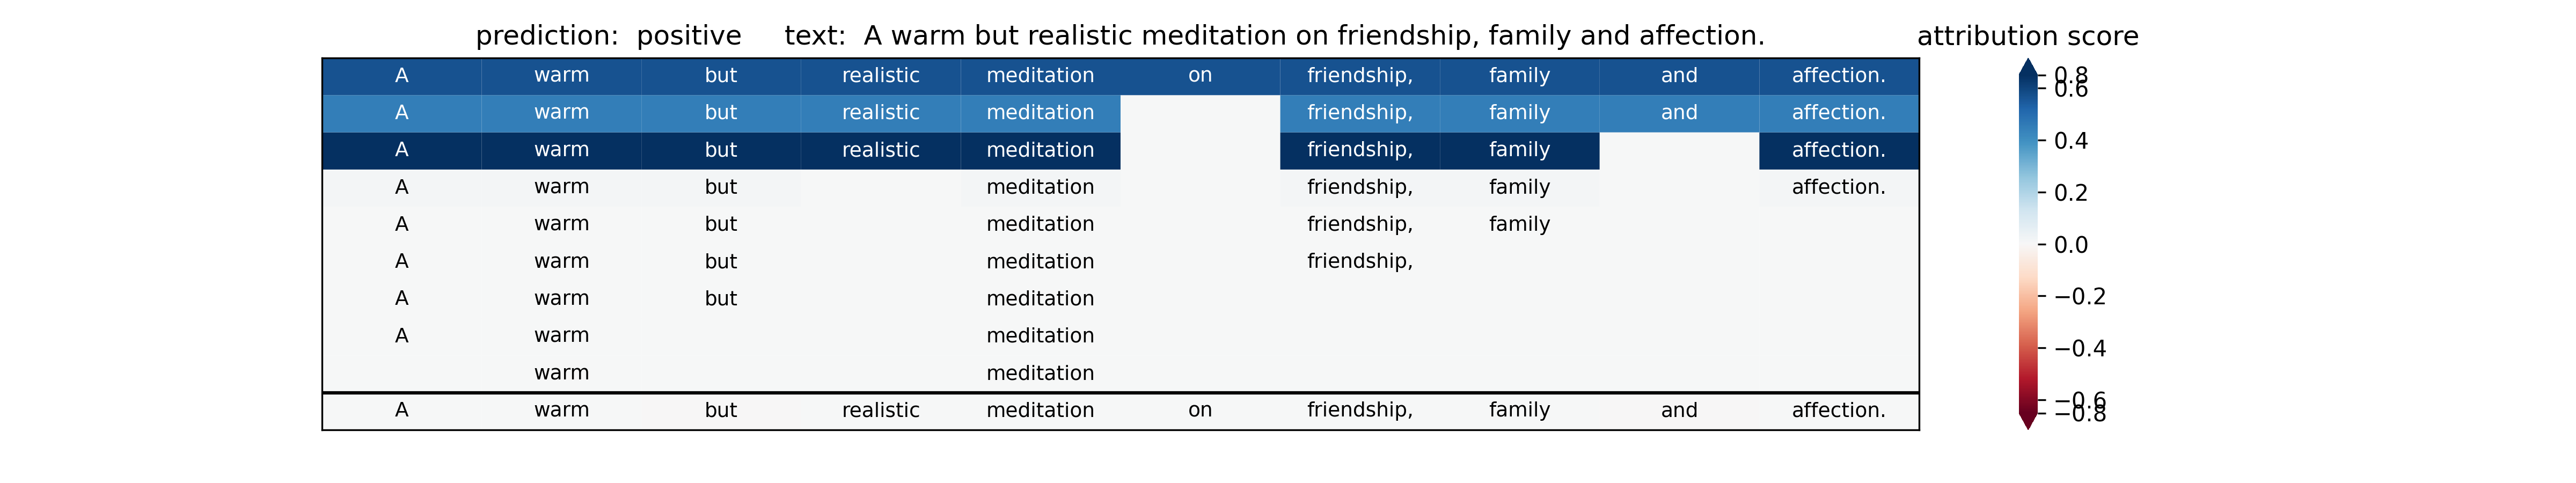 prediction: positive text: A warm but realistic meditation on friendship, family and affection. attribution score
A warm but realistic meditation on friendship, family and affection.
A warm but realistic meditation friendship, family and affection.
A warm but realistic meditation friendship, family affection.
A warm but meditation friendship, family affection.
A warm but meditation friendship, family
A warm but meditation friendship,
A warm but meditation
A warm meditation
warm meditation
A warm but realistic meditation on friendship, family and affection.
0.8
0.6
0.4
0.2
0.0
−0.2
−0.4
−0.6
−0.8